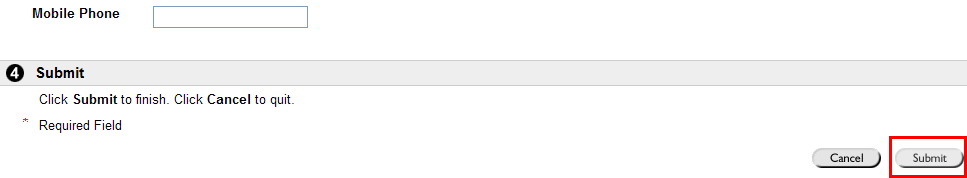 Mobile Phone
4 Submit
Click Submit to finish. Click Cancel to quit.
* Required Field
Cancel Submit